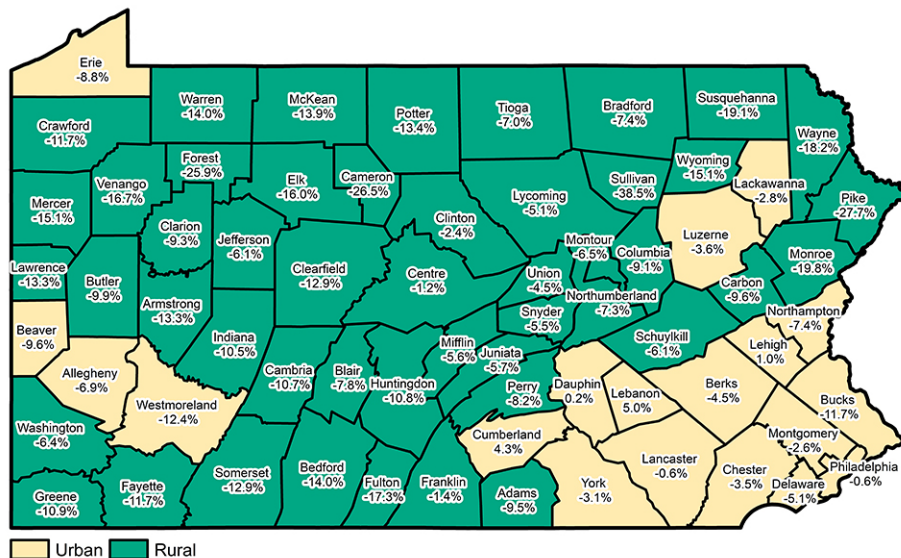 Erie
-8.8%
Warren
-14.0%
McKean
-13.9%
Potter
-13.4%
Tioga
-7.0%
Bradford
-7.4%
Susquehanna
-19.1%
Wayne
-18.2%
Crawford
-11.7%
Forest
-25.9%
Venango
-16.7%
Elk
-16.0%
Cameron
-26.5%
Sullivan
-38.5%
Wyoming
-15.1%
Lackawanna
-2.8%
Pike
-27.7%
Mercer
-15.1%
Clarion
-9.3%
Lycoming
-5.1%
Clinton
-2.4%
Jefferson
-6.1%
Luzerne
-3.6%
Montour
-6.5%
Columbia
-9.1%
Monroe
-19.8%
Lawrence
-13.3%
Butler
-9.9%
Clearfield
-12.9%
Centre
-1.2%
Union
-4.5%
Carbon
-9.6%
Northumberland
-7.3%
Armstrong
-13.3%
Snyder
-5.5%
Northampton
-7.4%
Beaver
-9.6%
Indiana
-10.5%
Mifflin
-5.6%
Juniata
-5.7%
Schuylkill
-6.1%
Lehigh
1.0%
Allegheny
-6.9%
Cambria
-10.7%
Blair
-7.8%
Huntingdon
-10.8%
Perry
-8.2%
Dauphin
0.2%
Lebanon
5.0%
Berks
-4.5%
Bucks
-11.7%
Westmoreland
-12.4%
Washington
-6.4%
Cumberland
4.3%
Montgomery
-2.6%
Lancaster
-0.6%
Philadelphia
-0.6%
Chester
-3.5%
Delaware
-5.1%
Greene
-10.9%
Fayette
-11.7%
Somerset
-12.9%
Bedford
-14.0%
Fulton
-17.3%
Franklin
-1.4%
Adams
-9.5%
York
-3.1%
Urban Rural